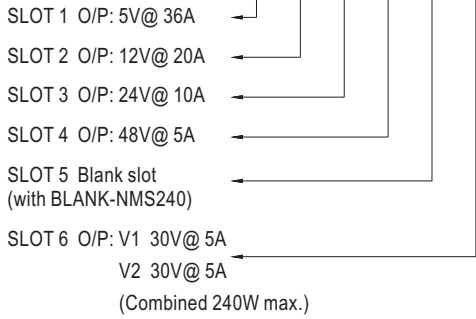 SLOT 1 O/P: 5V@ 36A
SLOT 2 O/P: 12V@ 20A
SLOT 3 O/P: 24V@ 10A
SLOT 4 O/P: 48V@ 5A
SLOT 5 Blank slot
(with BLANK-NMS240)
SLOT 6 O/P: V1 30V@ 5A
V2 30V@ 5A
(Combined 240W max.)